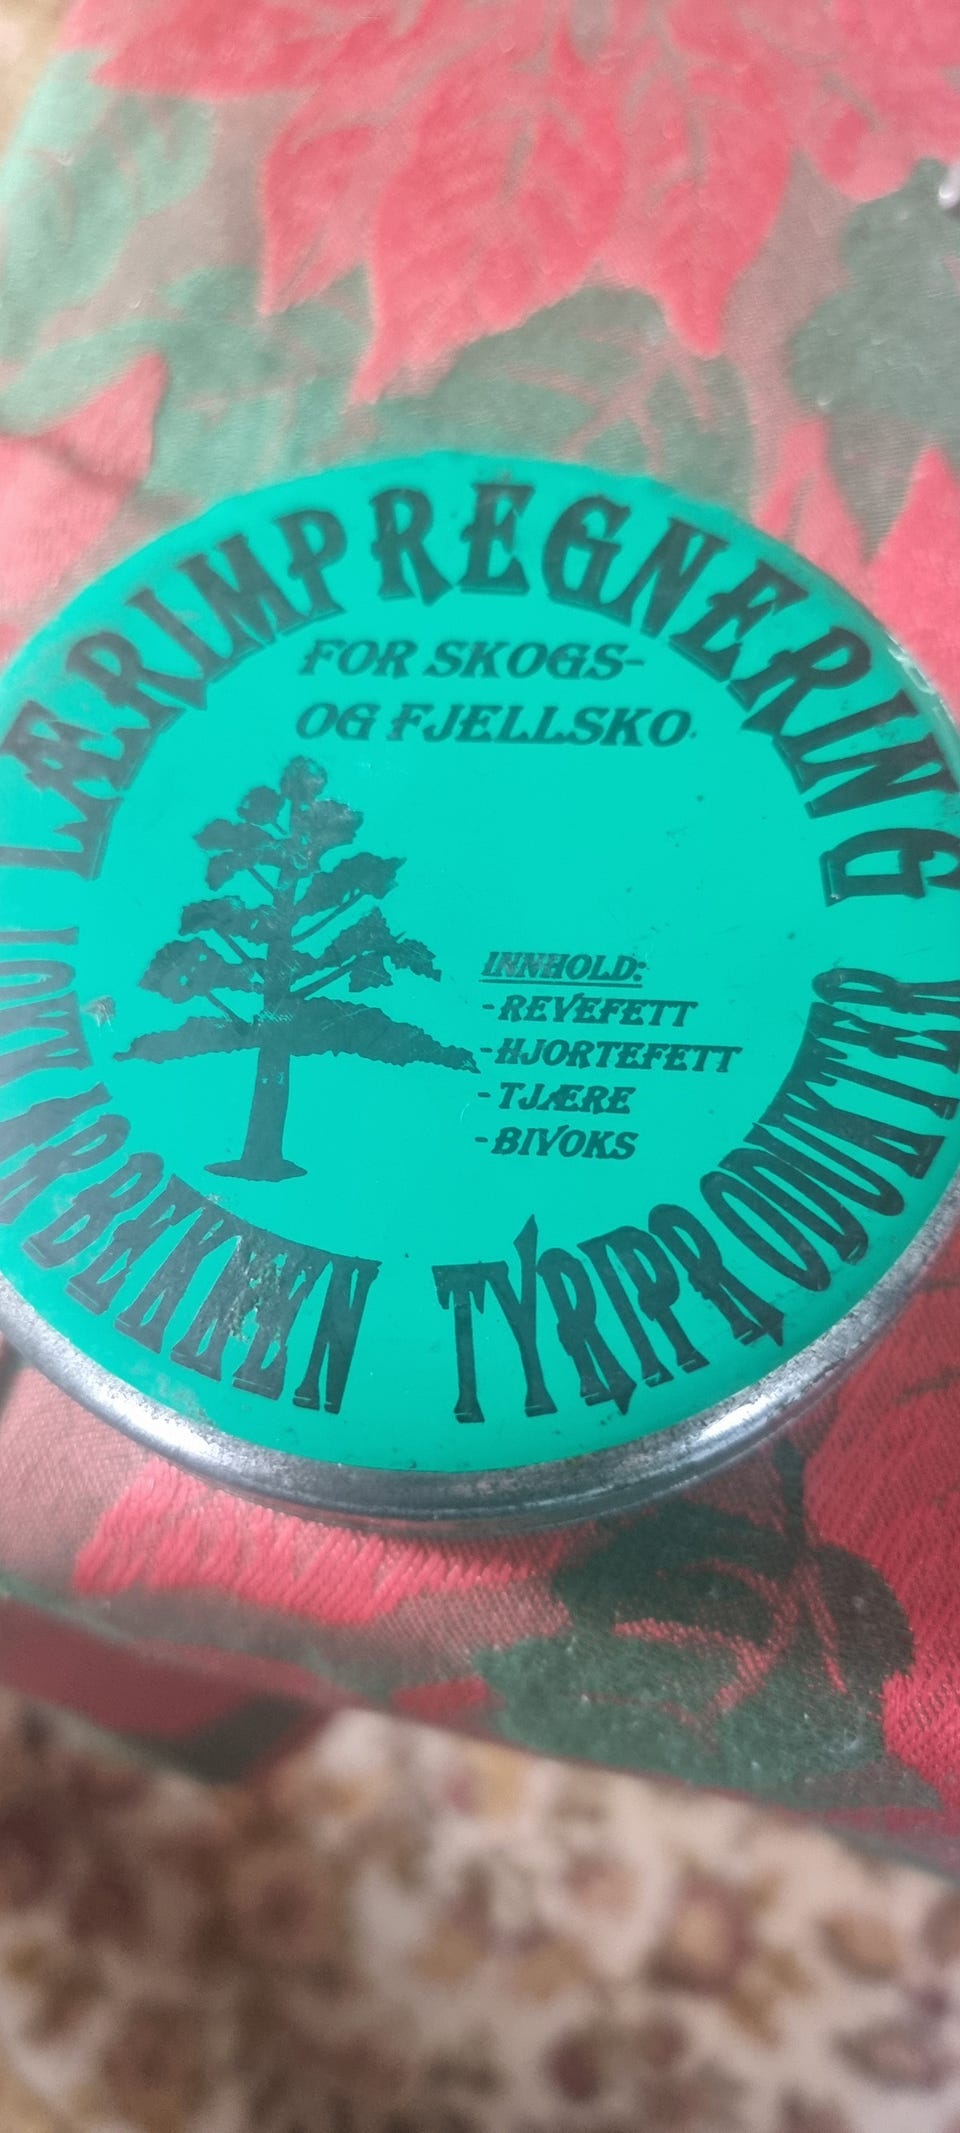 LÆRIMPREGNERING
FOR SKOGS-
OG FJELLSKO.
INNHOLD:
-REVEFETT
-HJORTEFETT
-TJÆRE
-BIVOKS
TYRIPRODUKTER